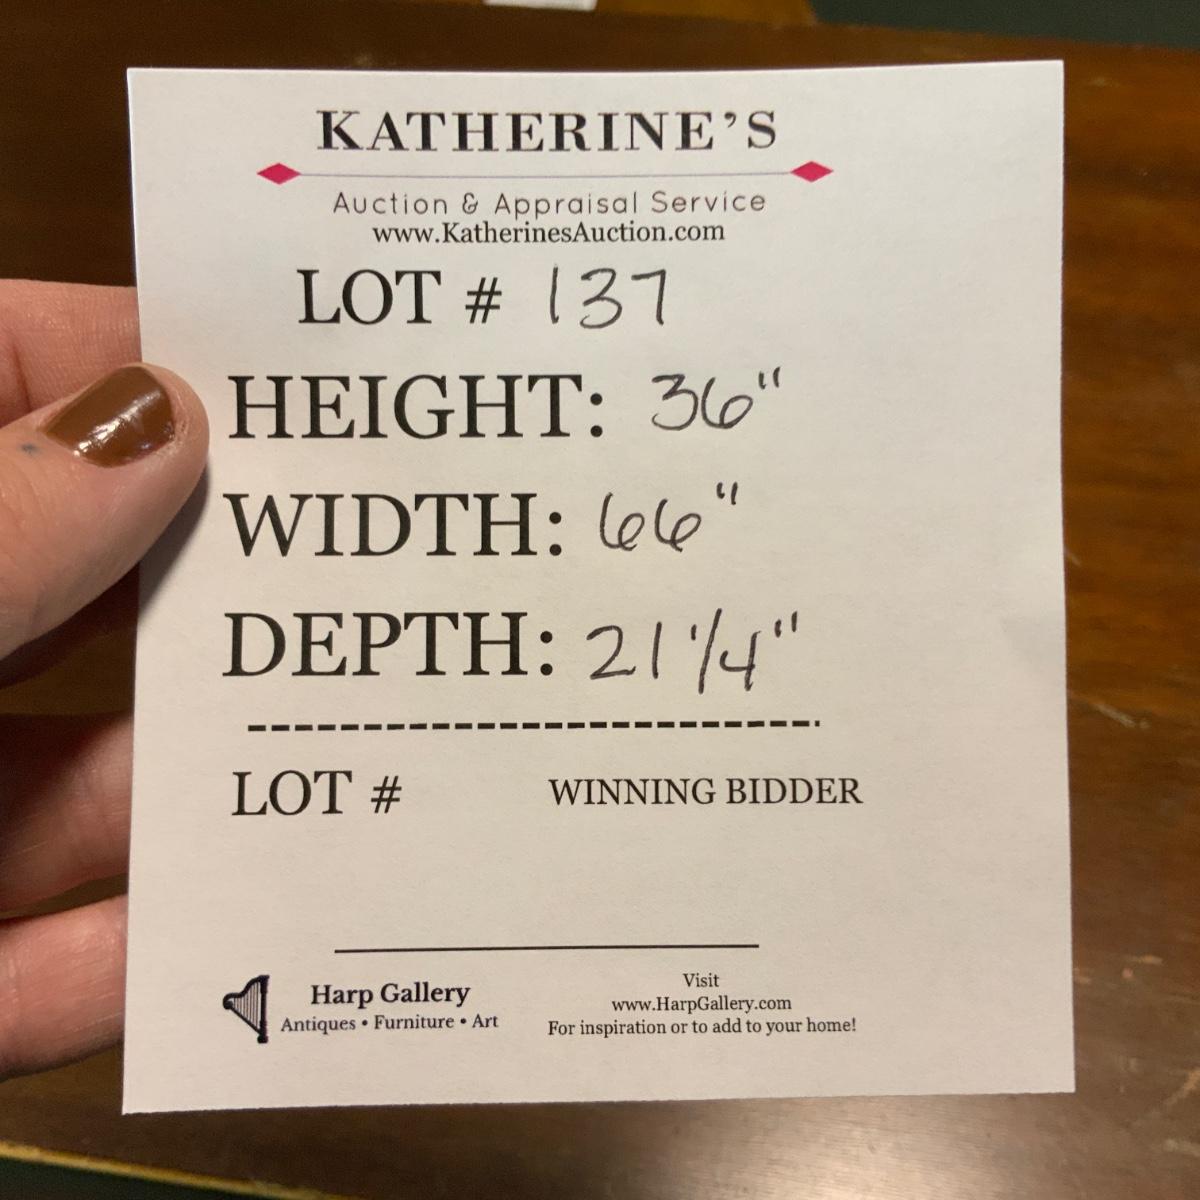 KATHERINE'S
Auction & Appraisal Service
www.KatherinesAuction.com
LOT # 137
HEIGHT: 36"
WIDTH: 66"
DEPTH: 21 1/4"
LOT # WINNING BIDDER
Harp Gallery
Antiques • Furniture • Art
Visit
www.HarpGallery.com
For inspiration or to add to your home!